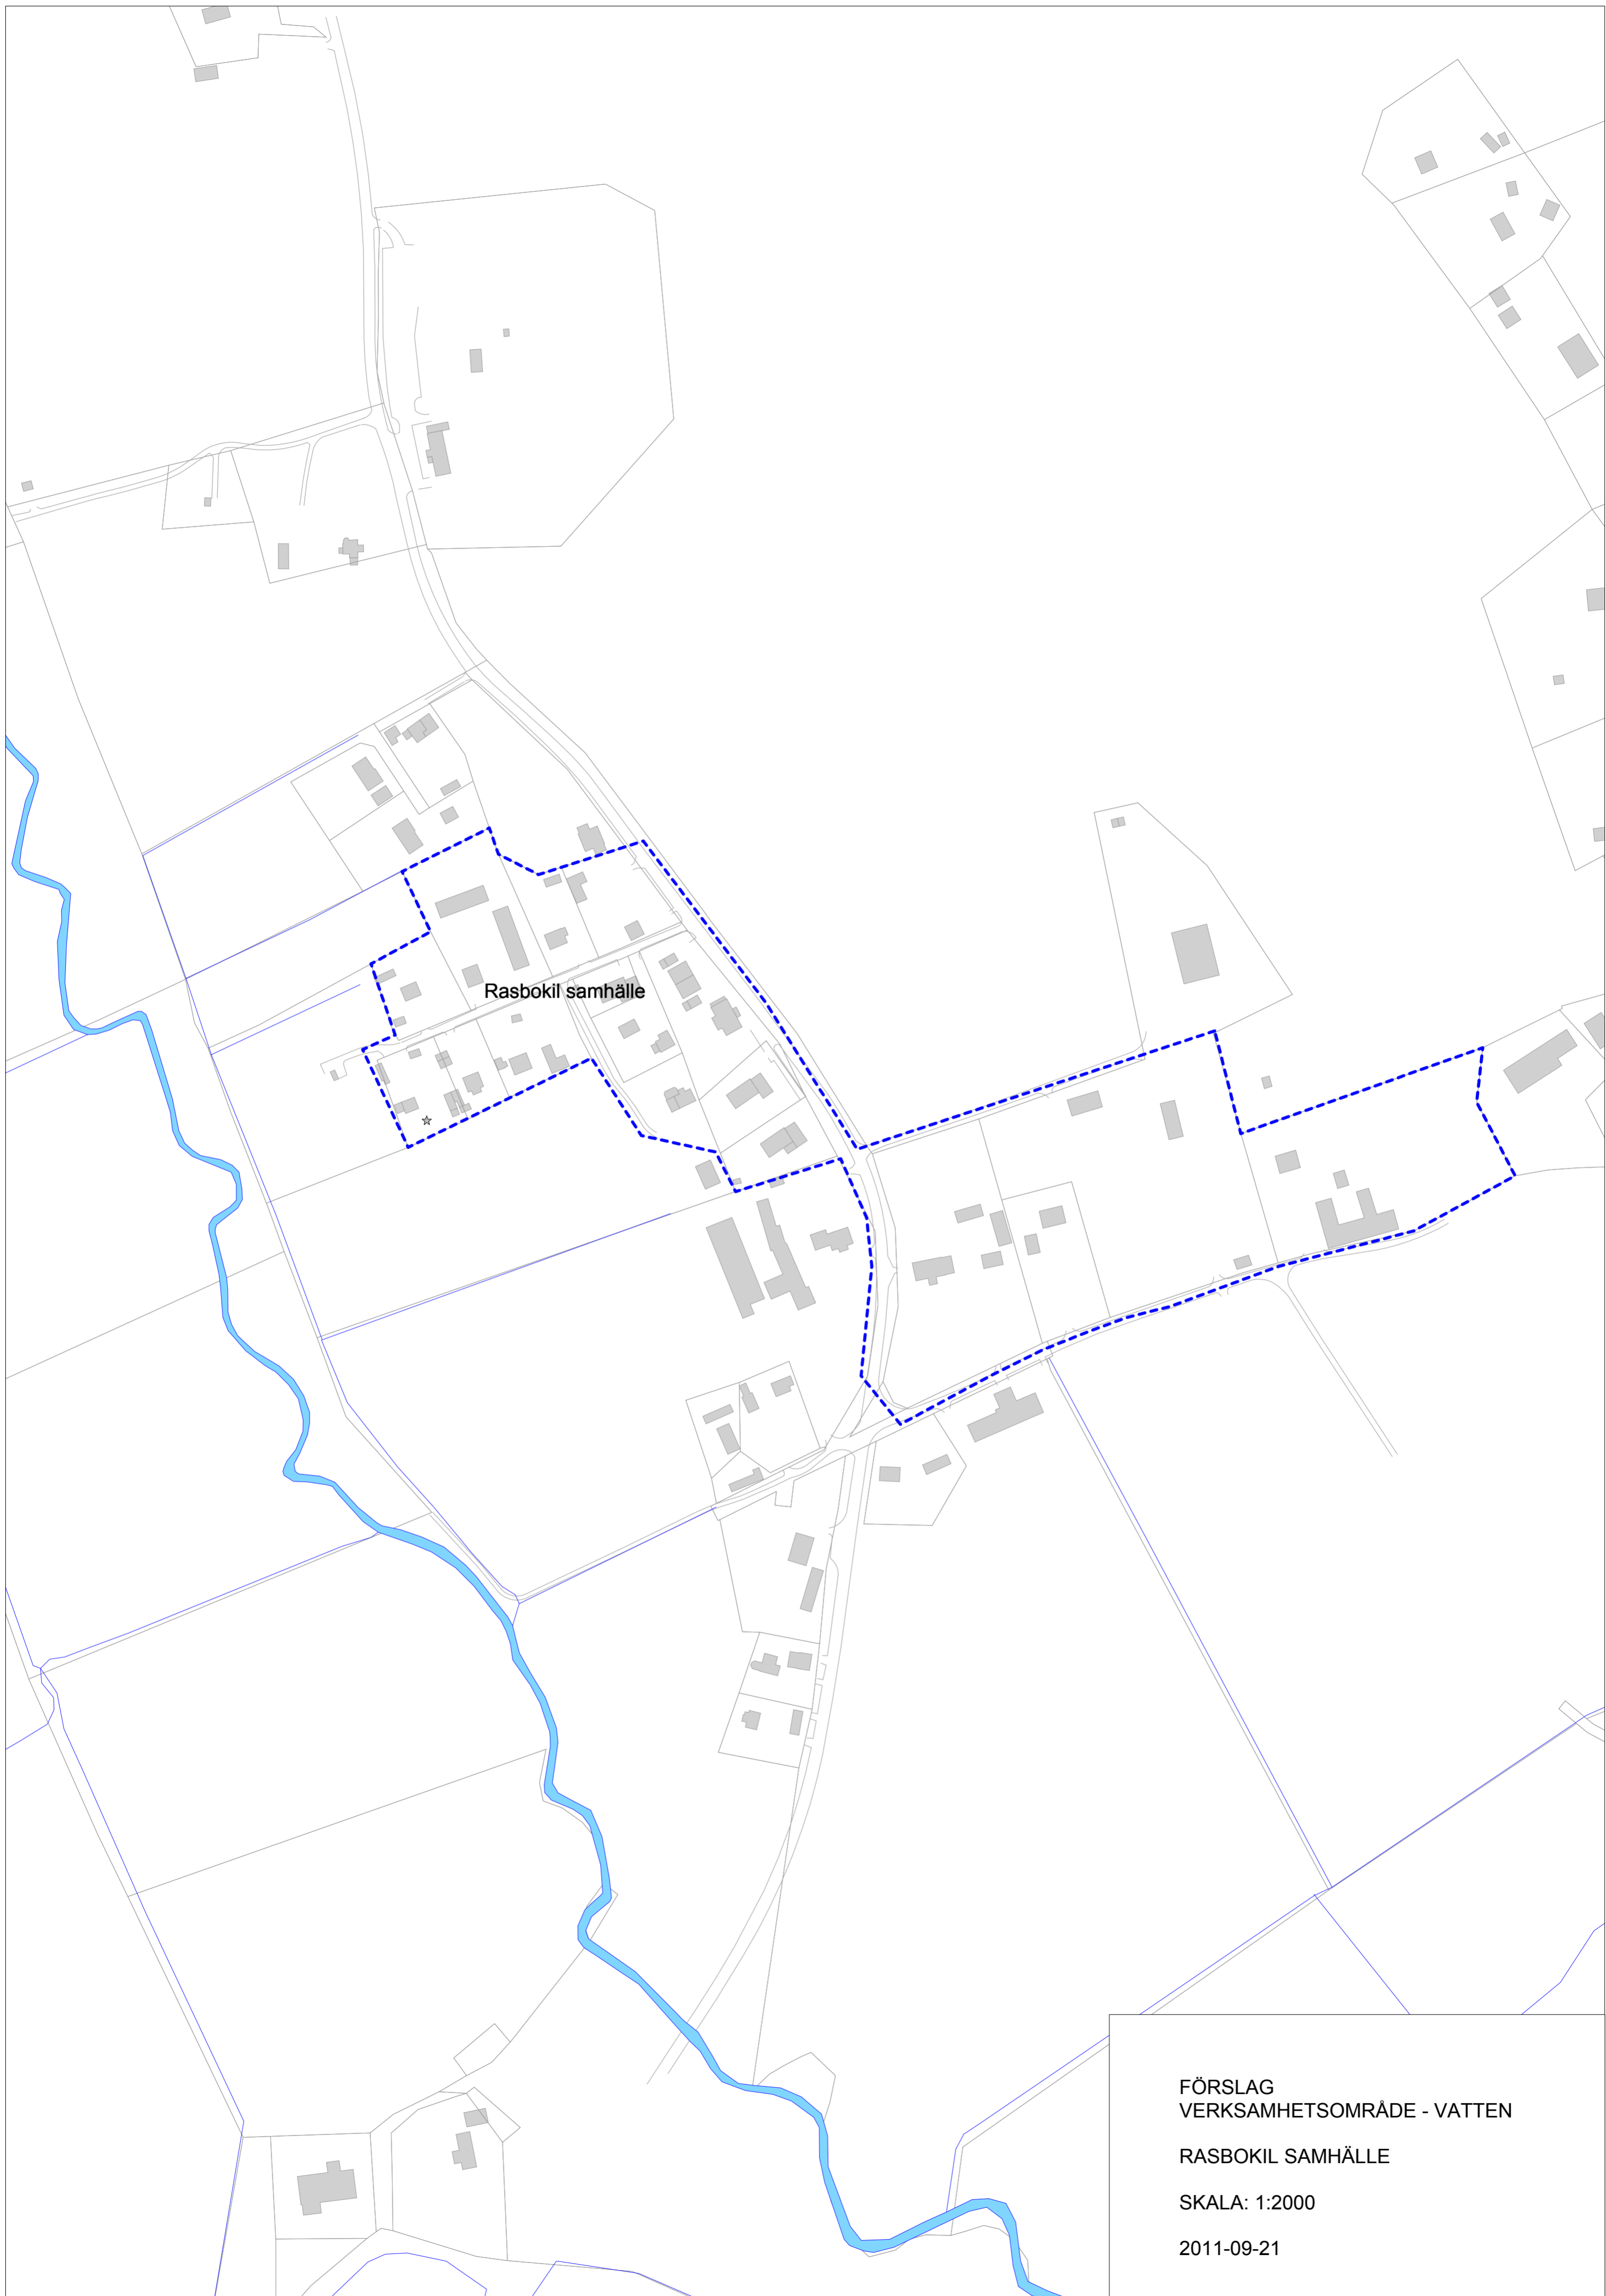 Rasbokil samhälle
FÖRSLAG
VERKSAMHETSOMRÅDE - VATTEN
RASBOKIL SAMHÄLLE
SKALA: 1:2000
2011-09-21